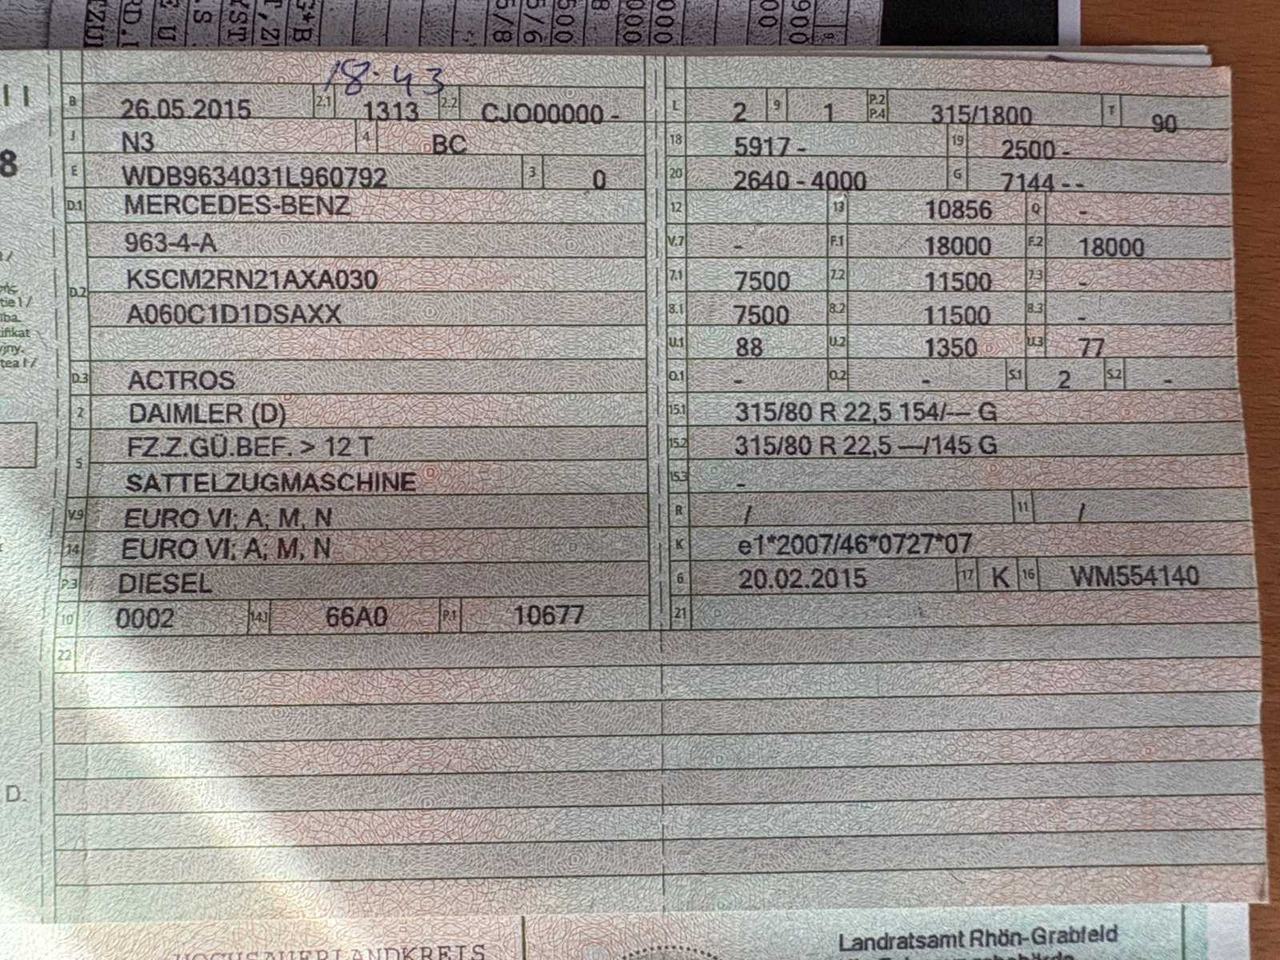 18·43
B 26.05.2015 2.1 1313 2.2 CJO00000 -
J N3 4 BC
E WDB9634031L960792 3 0
D.1 MERCEDES-BENZ
963-4-A
D.2 KSCM2RN21AXA030
A060C1D1DSAXX
D.3 ACTROS
2 DAIMLER (D)
5 FZ.Z.GÜ.BEF. > 12 T
SATTELZUGMASCHINE
V.9 EURO VI; A; M, N
14 EURO VI; A; M, N
P.3 DIESEL
10 0002 14.1 66A0 P.1 10677
22
L 2 9 1 P.2 P.4 315/1800 T 90
18 5917 - 19 2500 -
20 2640 - 4000 G 7144 - -
12 13 10856 Q -
V.7 - F.1 18000 F.2 18000
7.1 7500 7.2 11500 7.3 -
8.1 7500 8.2 11500 8.3 -
U.1 88 U.2 1350 U.3 77
O.1 - O.2 - S.1 2 S.2 -
15.1 315/80 R 22,5 154/--- G
15.2 315/80 R 22,5 ---/145 G
15.3 -
R / 11 /
K e1*2007/46*0727*07
6 20.02.2015 17 K 16 WM554140
21
8
D.
HOCHSAUERLANDKREIS
Landratsamt Rhön-Grabfeld